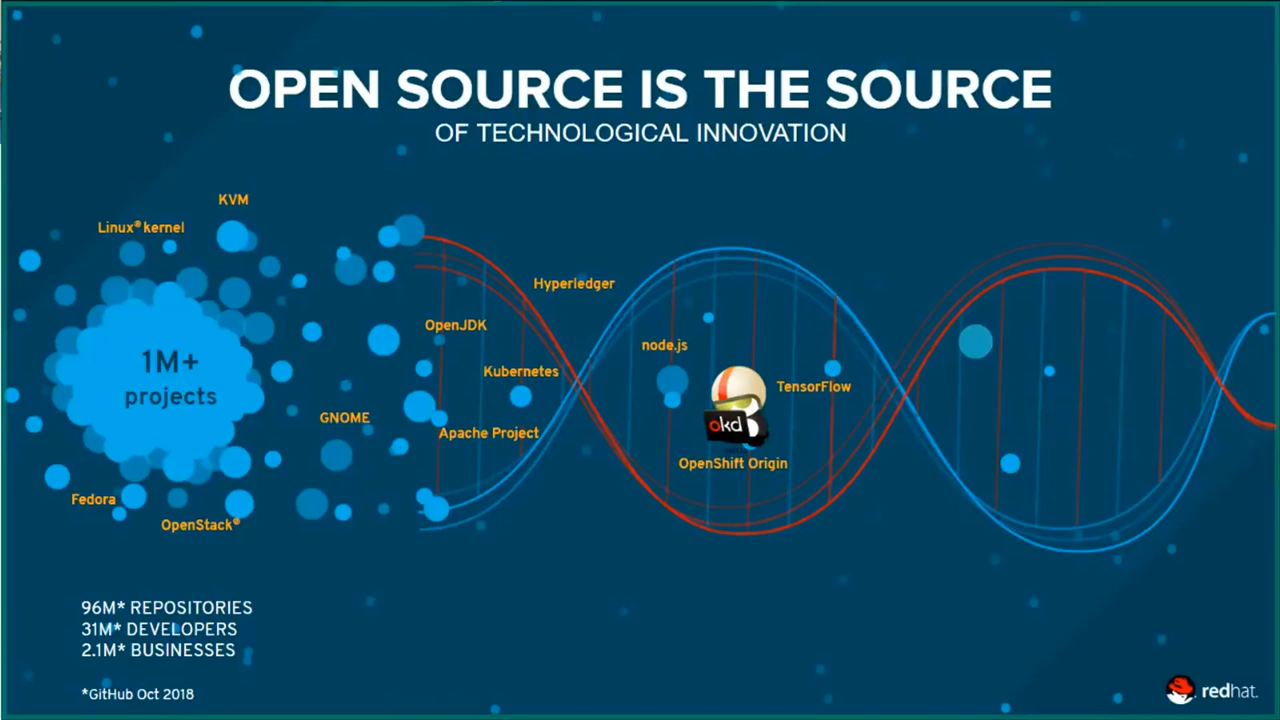 OPEN SOURCE IS THE SOURCE
OF TECHNOLOGICAL INNOVATION
KVM
Linux® kernel
Hyperledger
OpenJDK
node.js
1M+
projects
Kubernetes
TensorFlow
GNOME
okd
Apache Project
OpenShift Origin
Fedora
OpenStack®
96M* REPOSITORIES
31M* DEVELOPERS
2.1M* BUSINESSES
*GitHub Oct 2018
redhat.